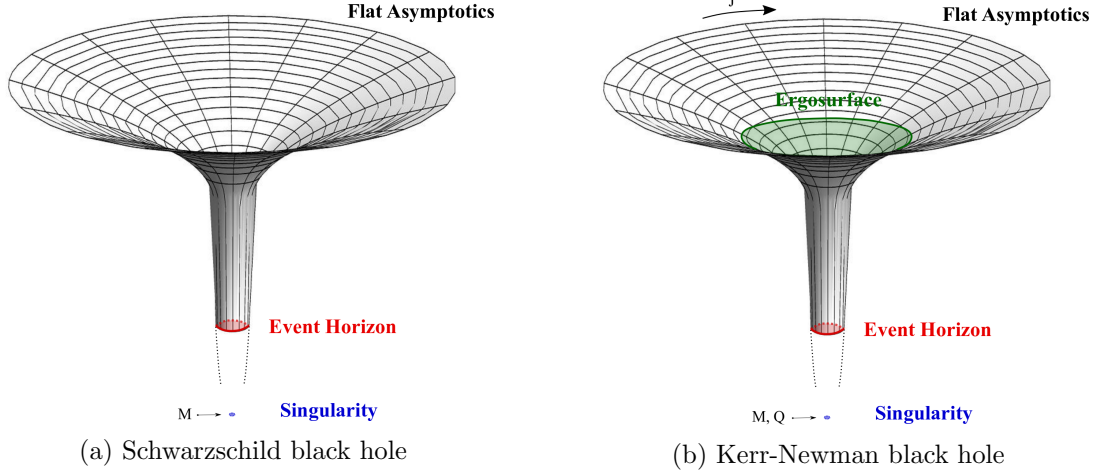 Flat Asymptotics
Event Horizon
M
Singularity
(a) Schwarzschild black hole
Flat Asymptotics
Ergosurface
Event Horizon
M, Q
Singularity
(b) Kerr-Newman black hole